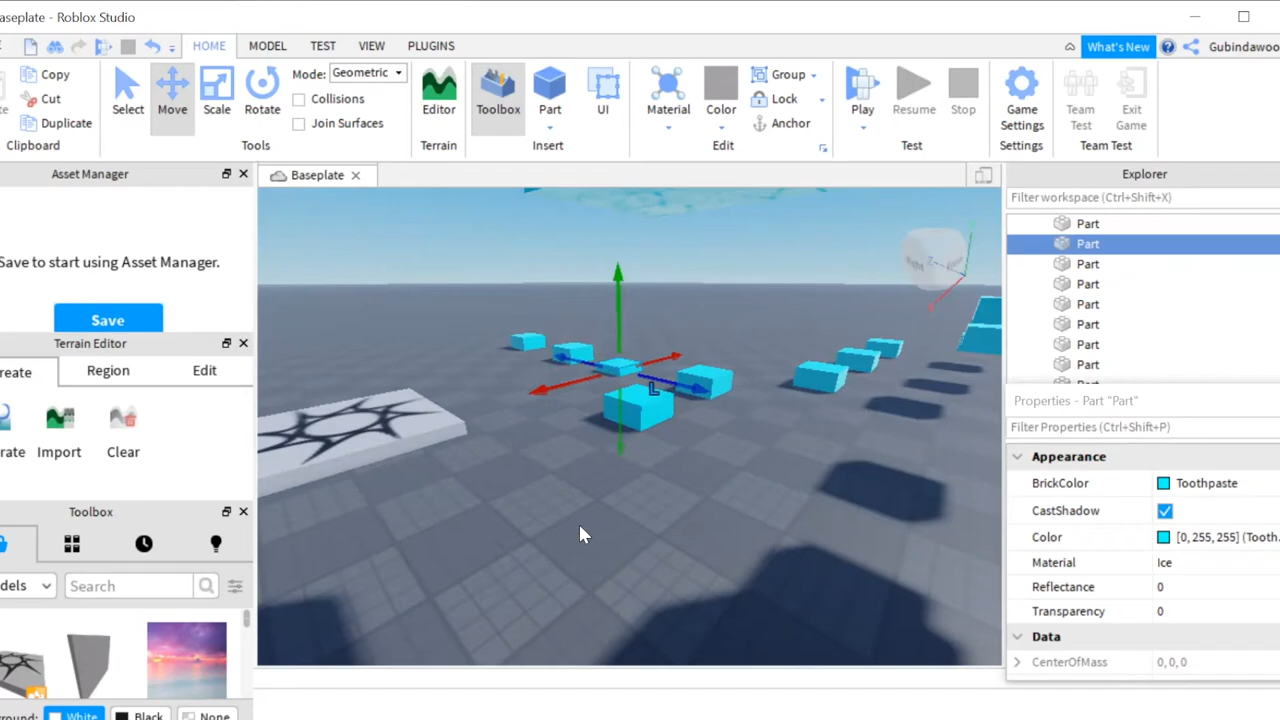 aseplate - Roblox Studio
HOME MODEL TEST VIEW PLUGINS What's New Gubindawoo
Copy
Cut
Duplicate
Clipboard
Select Move Scale Rotate
Mode: Geometric
Collisions
Join Surfaces
Tools
Editor
Terrain
Toolbox Part UI
Insert
Material Color
Group
Lock
Anchor
Edit
Play Resume Stop
Test
Game
Settings
Settings
Team
Test
Exit
Game
Team Test
Asset Manager
Save to start using Asset Manager.
Save
Terrain Editor
reate Region Edit
rate Import Clear
Toolbox
dels Search
ground: White Black None
Baseplate
L
Explorer
Filter workspace (Ctrl+Shift+X)
Part
Part
Part
Part
Part
Part
Part
Part
Properties - Part "Part"
Filter Properties (Ctrl+Shift+P)
Appearance
BrickColor Toothpaste
CastShadow
Color [0, 255, 255] (Tooth...
Material Ice
Reflectance 0
Transparency 0
Data
CenterOfMass 0, 0, 0